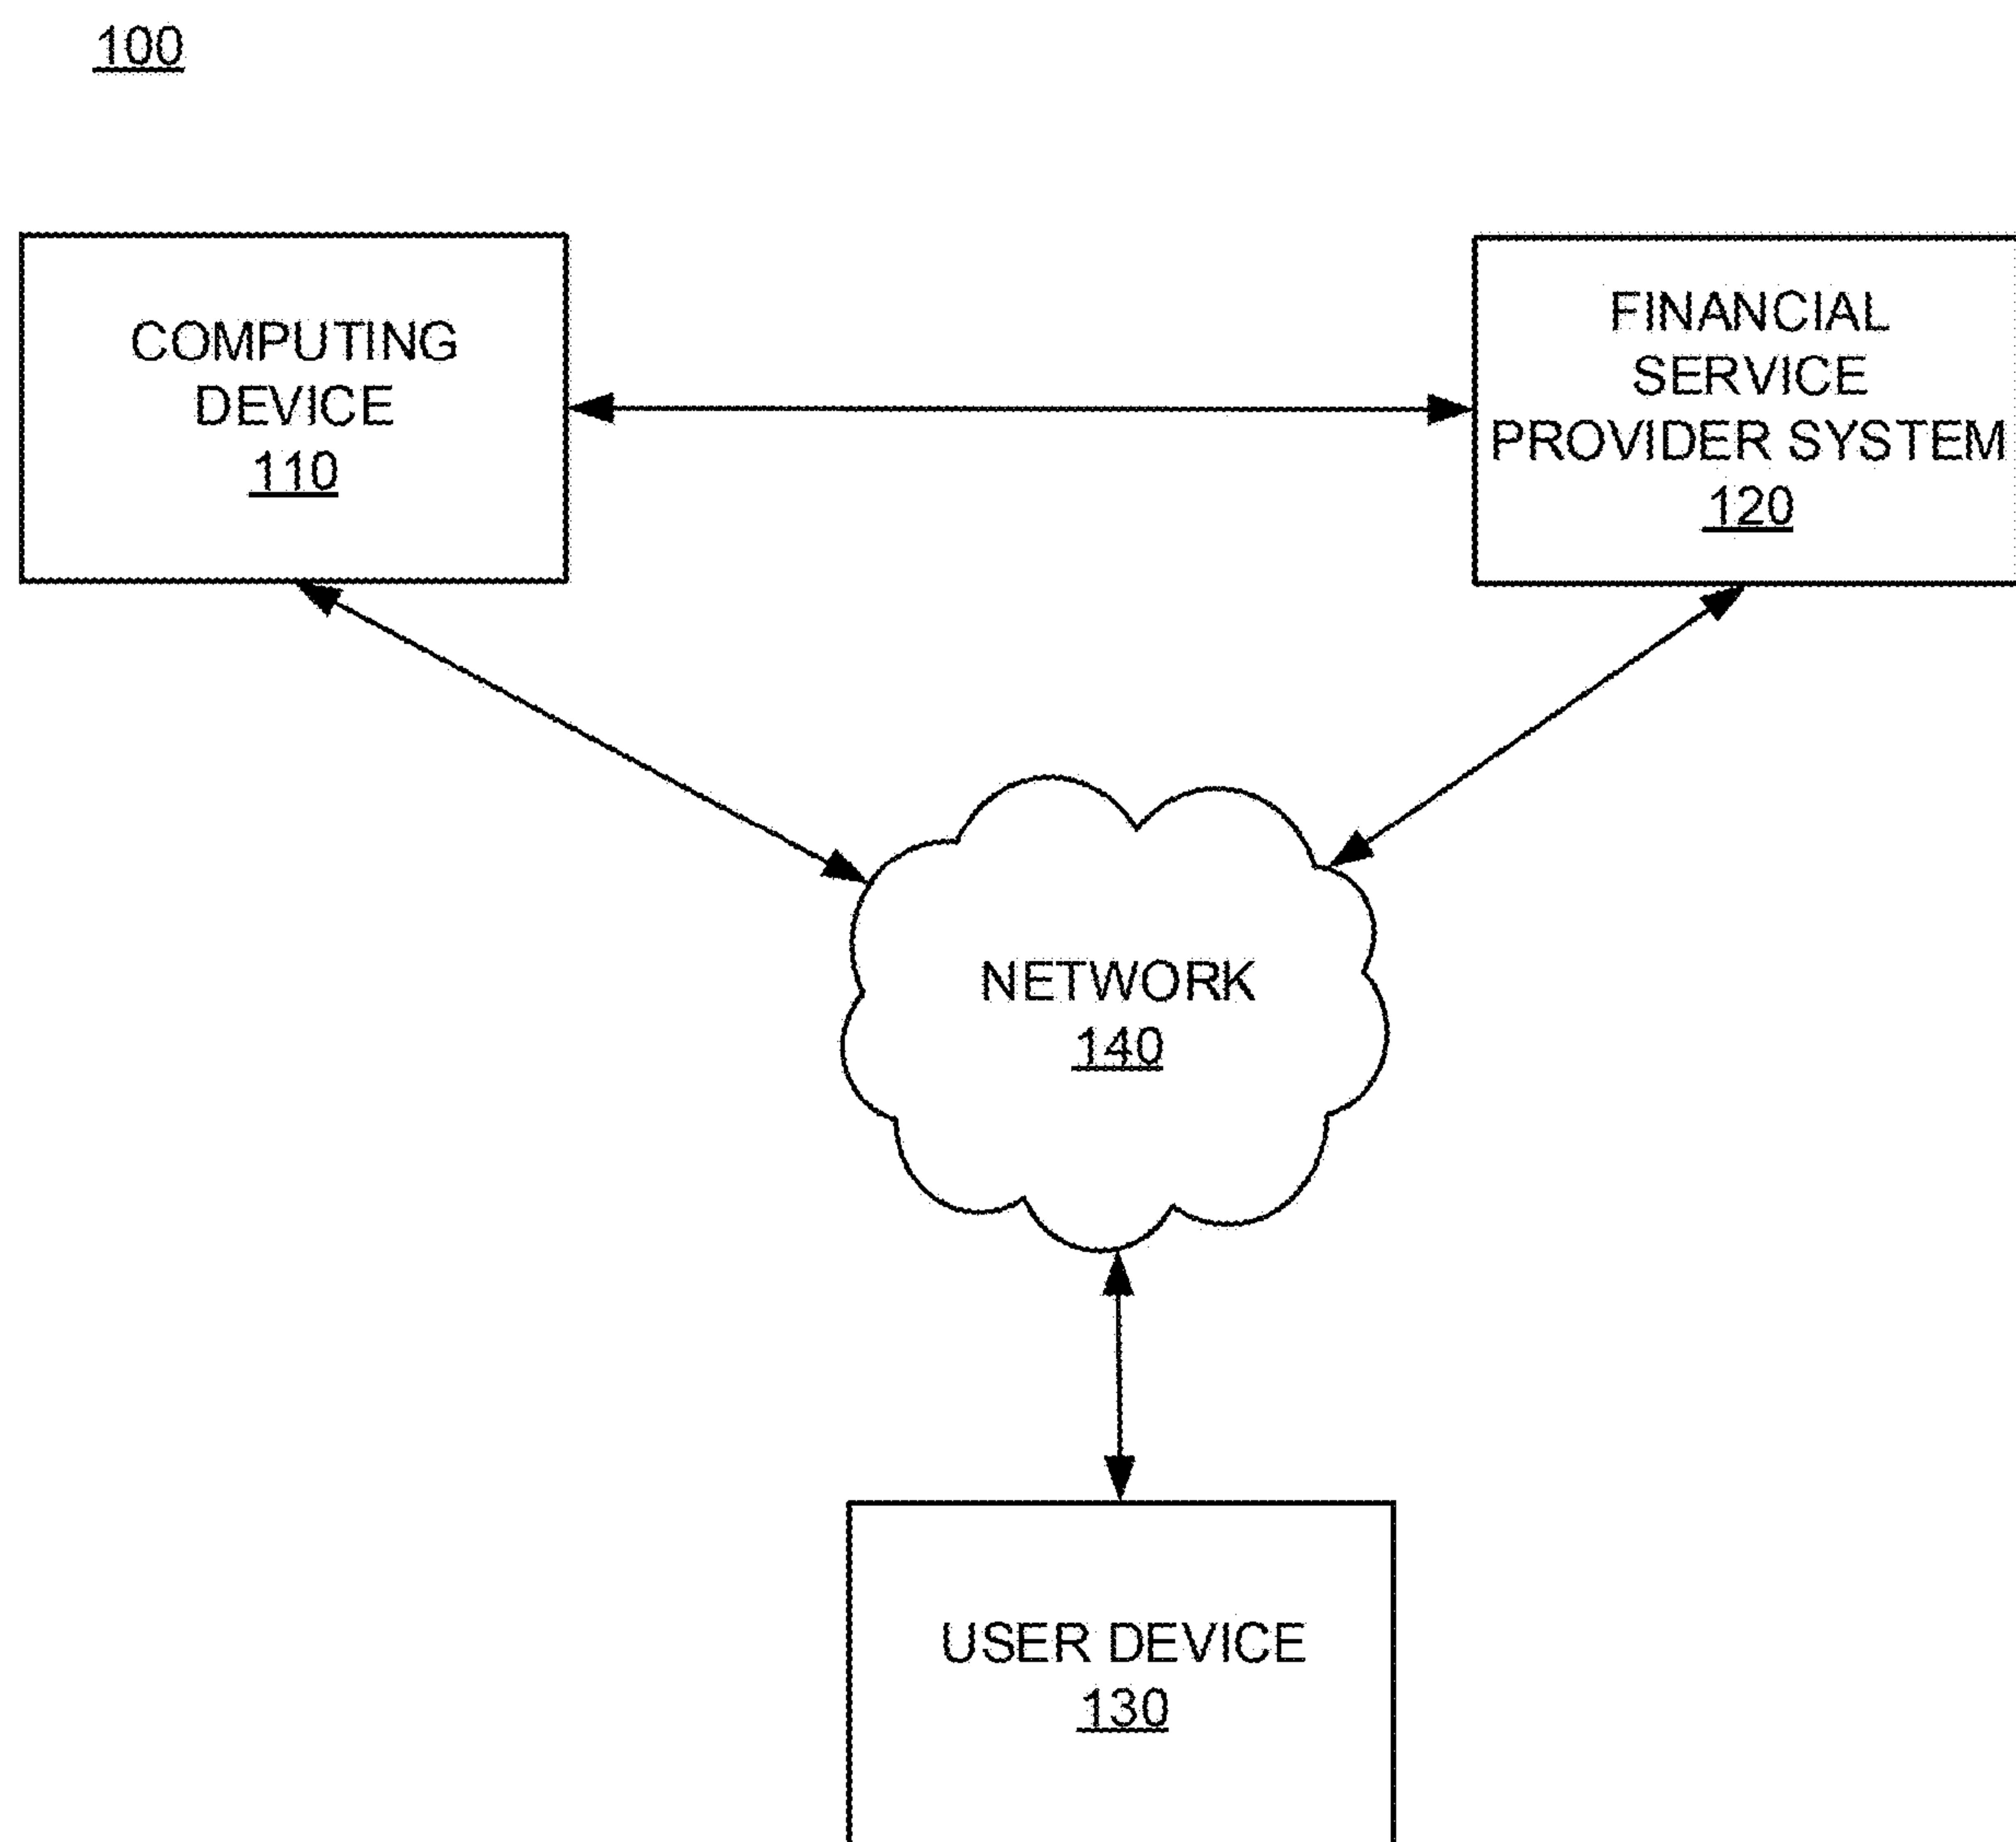 100
COMPUTING
DEVICE
110
FINANCIAL
SERVICE
PROVIDER SYSTEM
120
NETWORK
140
USER DEVICE
130